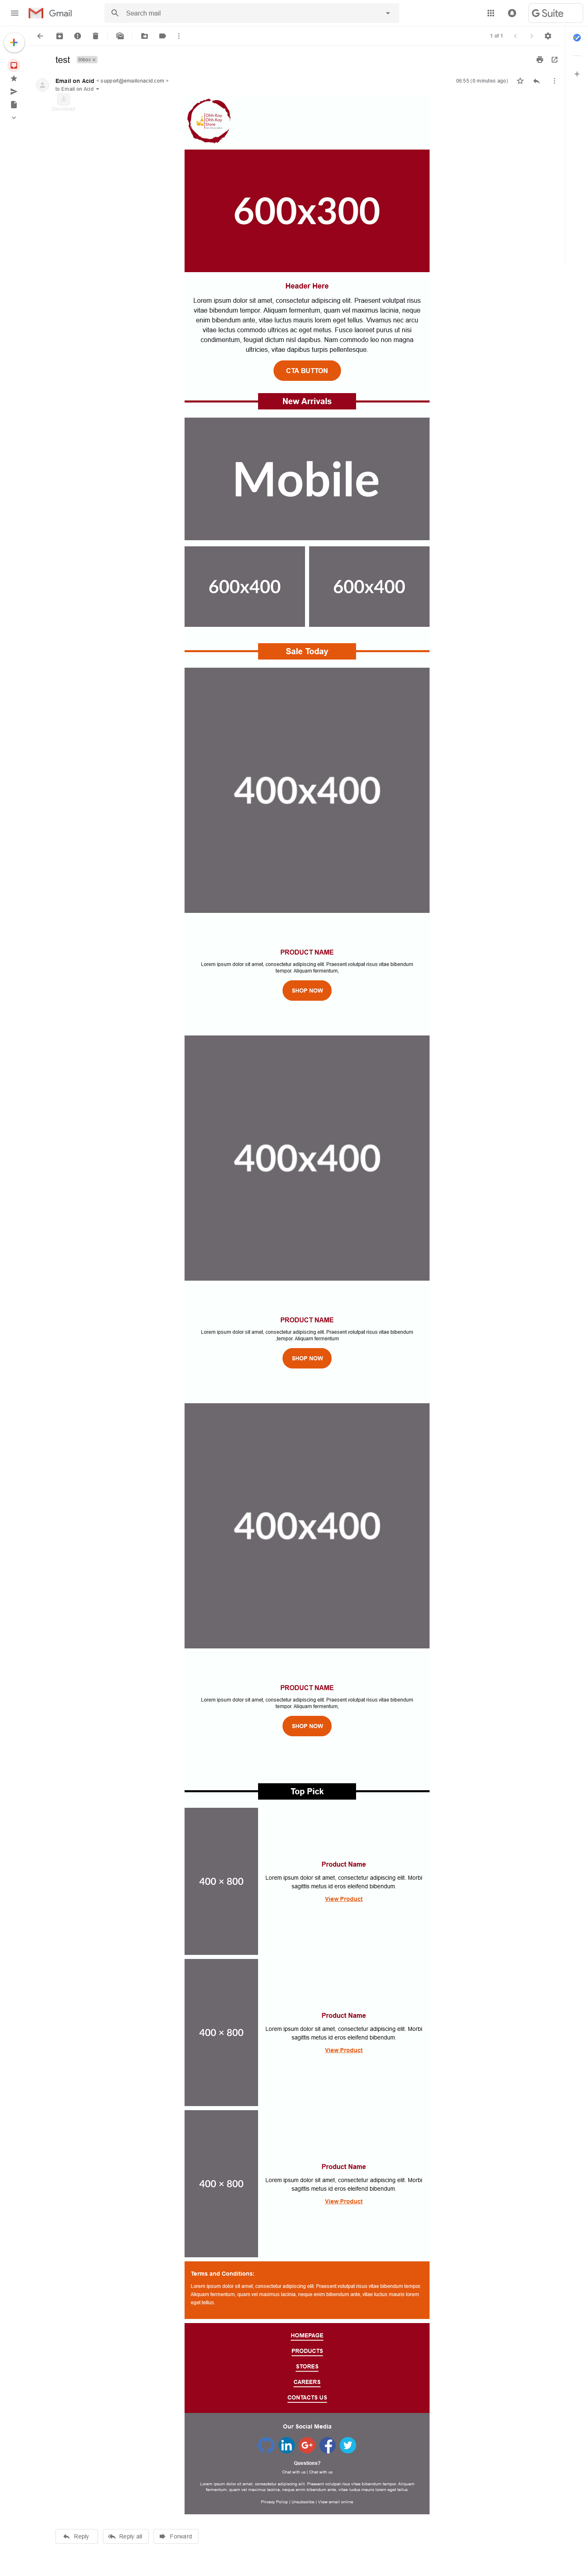 Gmail
Search mail
G Suite
1 of 1
test
Inbox x
Email on Acid < support@emailonacid.com >
06:55 (0 minutes ago)
to Email on Acid
Ohh-Kay
Ohh-Kay
Store
600x300
Header Here
Lorem ipsum dolor sit amet, consectetur adipiscing elit. Praesent volutpat risus
vitae bibendum tempor. Aliquam fermentum, quam vel maximus lacinia, neque
enim bibendum ante, vitae luctus mauris lorem eget tellus. Vivamus nec arcu
vitae lectus commodo ultrices ac eget metus. Fusce laoreet purus ut nisi
condimentum, feugiat dictum nisl dapibus. Nam commodo leo non magna
ultricies, vitae dapibus turpis pellentesque.
CTA BUTTON
New Arrivals
Mobile
600x400 600x400
Sale Today
400x400
PRODUCT NAME
Lorem ipsum dolor sit amet, consectetur adipiscing elit. Praesent volutpat risus vitae bibendum
tempor. Aliquam fermentum,
SHOP NOW
400x400
PRODUCT NAME
Lorem ipsum dolor sit amet, consectetur adipiscing elit. Praesent volutpat risus vitae bibendum
.tempor. Aliquam fermentum
SHOP NOW
400x400
PRODUCT NAME
Lorem ipsum dolor sit amet, consectetur adipiscing elit. Praesent volutpat risus vitae bibendum
tempor. Aliquam fermentum,
SHOP NOW
Top Pick
400 × 800
Product Name
Lorem ipsum dolor sit amet, consectetur adipiscing elit. Morbi
sagittis metus id eros eleifend bibendum.
View Product
400 × 800
Product Name
Lorem ipsum dolor sit amet, consectetur adipiscing elit. Morbi
sagittis metus id eros eleifend bibendum.
View Product
400 × 800
Product Name
Lorem ipsum dolor sit amet, consectetur adipiscing elit. Morbi
sagittis metus id eros eleifend bibendum.
View Product
Terms and Conditions:
Lorem ipsum dolor sit amet, consectetur adipiscing elit. Praesent volutpat risus vitae bibendum tempor.
Aliquam fermentum, quam vel maximus lacinia, neque enim bibendum ante, vitae luctus mauris lorem
eget tellus.
HOMEPAGE
PRODUCTS
STORES
CAREERS
CONTACTS US
Our Social Media
Questions?
Chat with us | Chat with us
Lorem ipsum dolor sit amet, consectetur adipiscing elit. Praesent volutpat risus vitae bibendum tempor. Aliquam
fermentum, quam vel maximus lacinia, neque enim bibendum ante, vitae luctus mauris lorem eget tellus.
Privacy Policy | Unsubscribe | View email online
Reply
Reply all
Forward